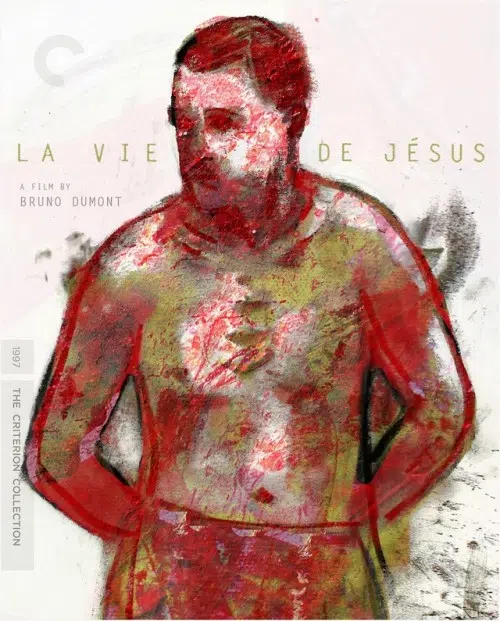 LA VIE DE JÉSUS
A FILM BY
BRUNO DUMONT
1997
THE CRITERION COLLECTION